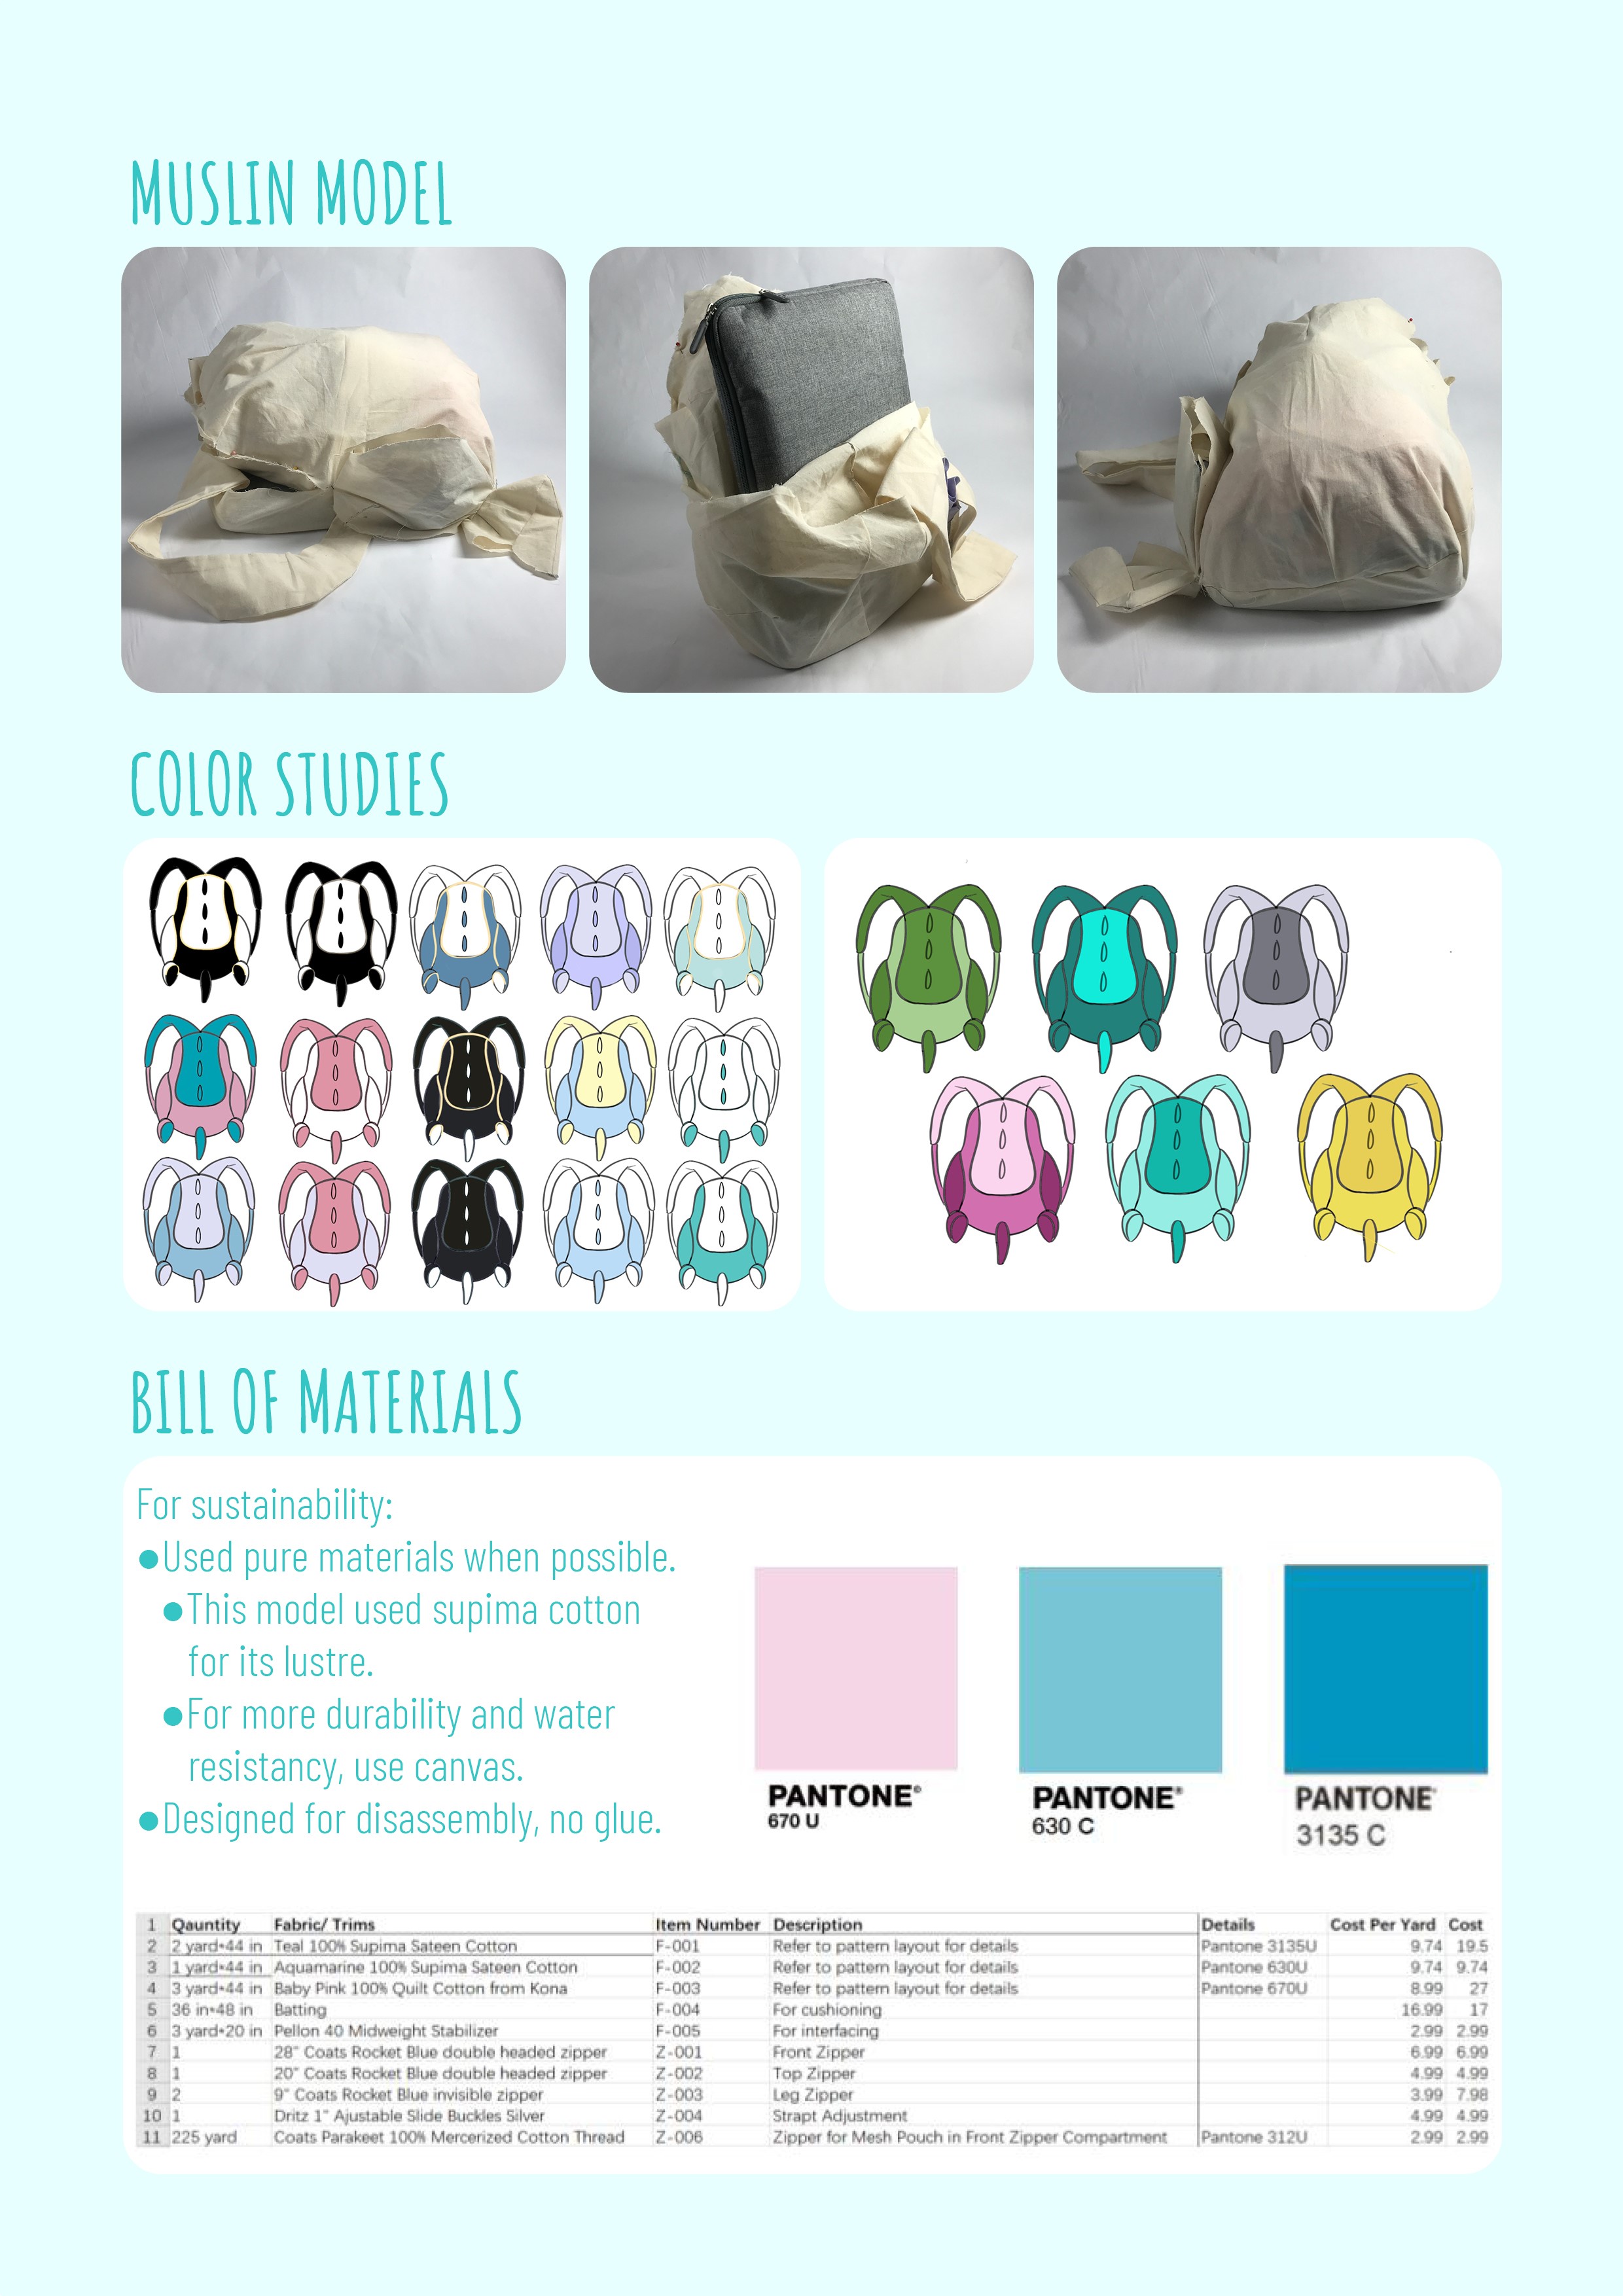 MUSLIN MODEL
COLOR STUDIES
BILL OF MATERIALS
For sustainability:
●Used pure materials when possible.
●This model used supima cotton
for its lustre.
●For more durability and water
resistancy, use canvas.
●Designed for disassembly, no glue.
PANTONE®
670 U
PANTONE®
630 C
PANTONE®
3135 C
1 Qauntity Fabric/ Trims Item Number Description Details Cost Per Yard Cost
2 2 yard*44 in Teal 100% Supima Sateen Cotton F-001 Refer to pattern layout for details Pantone 3135U 9.74 19.5
3 1 yard*44 in Aquamarine 100% Supima Sateen Cotton F-002 Refer to pattern layout for details Pantone 630U 9.74 9.74
4 3 yard*44 in Baby Pink 100% Quilt Cotton from Kona F-003 Refer to pattern layout for details Pantone 670U 8.99 27
5 36 in*48 in Batting F-004 For cushioning 16.99 17
6 3 yard*20 in Pellon 40 Midweight Stabilizer F-005 For interfacing 2.99 2.99
7 1 28" Coats Rocket Blue double headed zipper Z-001 Front Zipper 6.99 6.99
8 1 20" Coats Rocket Blue double headed zipper Z-002 Top Zipper 4.99 4.99
9 2 9" Coats Rocket Blue invisible zipper Z-003 Leg Zipper 3.99 7.98
10 1 Dritz 1" Ajustable Slide Buckles Silver Z-004 Strapt Adjustment 4.99 4.99
11 225 yard Coats Parakeet 100% Mercerized Cotton Thread Z-006 Zipper for Mesh Pouch in Front Zipper Compartment Pantone 312U 2.99 2.99